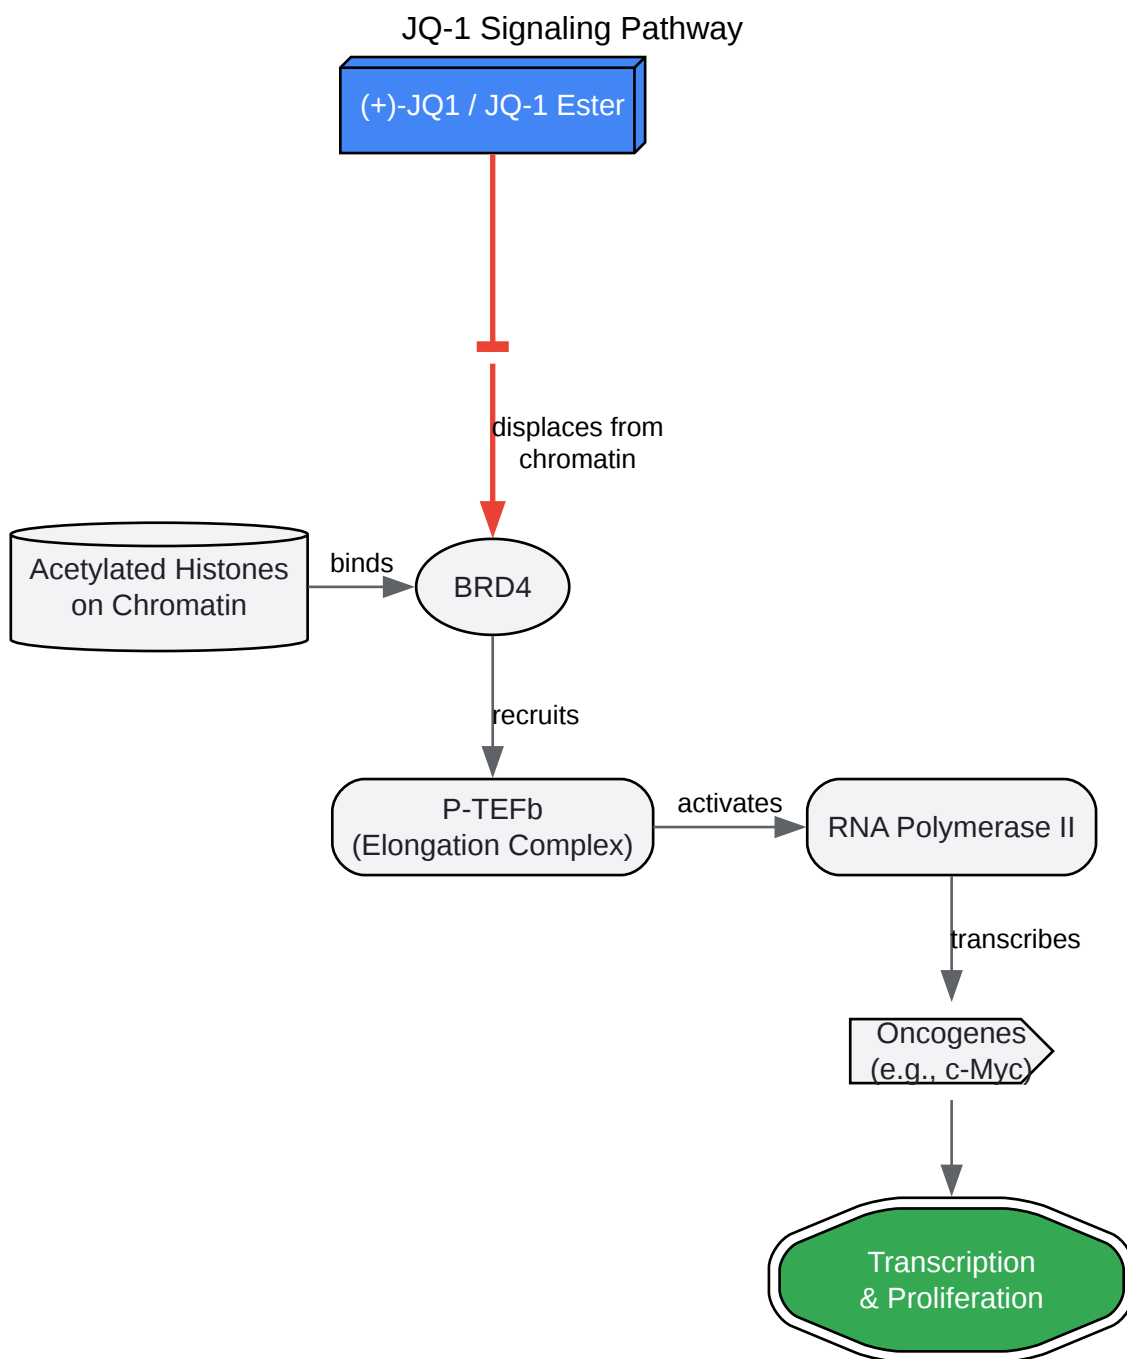 JQ-1 Signaling Pathway
(+)-JQ1 / JQ-1 Ester
displaces from
chromatin
Acetylated Histones
on Chromatin
binds
BRD4
recruits
P-TEFb
(Elongation Complex)
activates
RNA Polymerase II
transcribes
Oncogenes
(e.g., c-Myc)
Transcription
& Proliferation